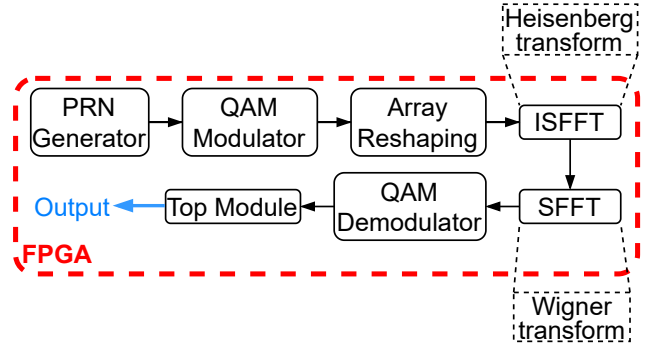 Heisenberg
transform
PRN
Generator
QAM
Modulator
Array
Reshaping
ISFFT
Output
Top Module
QAM
Demodulator
SFFT
FPGA
Wigner
transform